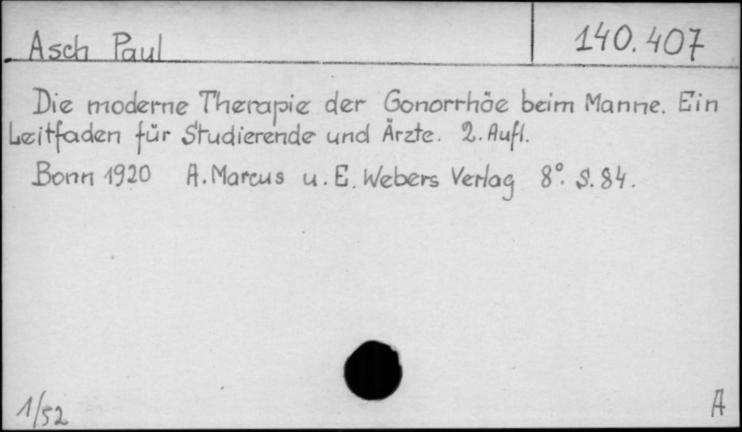 Asch Paul 140.407
Die moderne Therapie der Gonorrhöe beim Manne. Ein
Leitfaden für Studierende und Ärzte. 2. Aufl.
Bonn 1920 A. Marcus u. E. Webers Verlag 8°. S. 84.
1/52 A